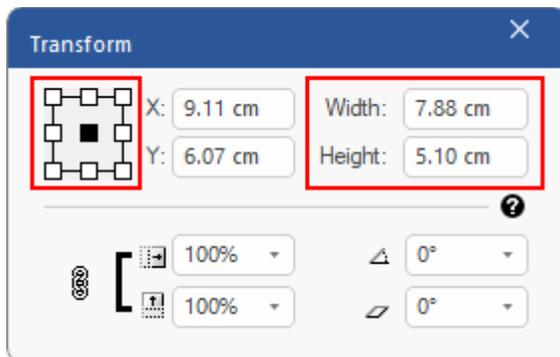 Transform
X: 9.11 cm Width: 7.88 cm
Y: 6.07 cm Height: 5.10 cm
?
100% 0°
100% 0°